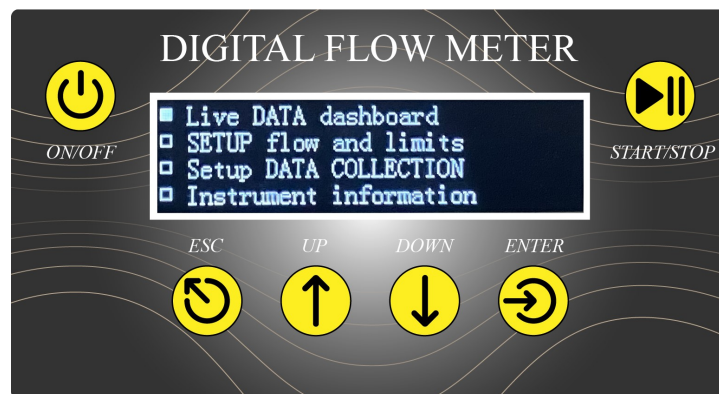 DIGITAL FLOW METER
ON/OFF
Live DATA dashboard
SETUP flow and limits
Setup DATA COLLECTION
Instrument information
START/STOP
ESC
UP
DOWN
ENTER